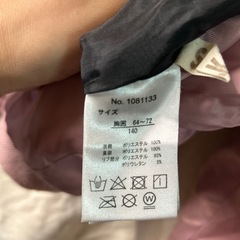 No. 1081133
サイズ
胸囲 64～72
140
表側 ポリエステル 100%
裏側 ポリエステル 100%
リブ部分 ポリエステル 95%
ポリウレタン 5%